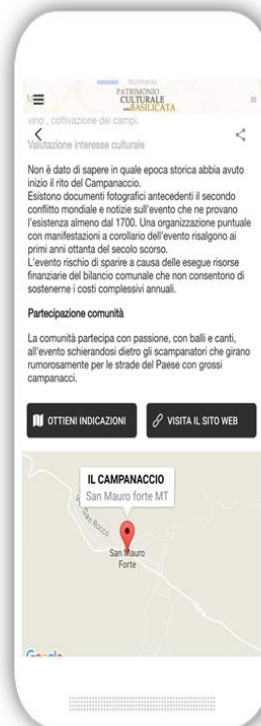 PATRIMONIO
CULTURALE
della BASILICATA
vino , coltivazione dei campi.
Valutazione interesse culturale
Non è dato di sapere in quale epoca storica abbia avuto
inizio il rito del Campanaccio.
Esistono documenti fotografici antecedenti il secondo
conflitto mondiale e notizie sull'evento che ne provano
l'esistenza almeno dal 1700. Una organizzazione puntuale
con manifestazioni a corollario dell'evento risalgono ai
primi anni ottanta del secolo scorso.
L'evento rischio di sparire a causa delle esegue risorse
finanziarie del bilancio comunale che non consentono di
sostenerne i costi complessivi annuali.
Partecipazione comunità
La comunità partecipa con passione, con balli e canti,
all'evento schierandosi dietro gli scampanatori che girano
rumorosamente per le strade del Paese con grossi
campanacci.
OTTIENI INDICAZIONI
VISITA IL SITO WEB
IL CAMPANACCIO
San Mauro forte MT
San Rocco
San Mauro
Forte
Google